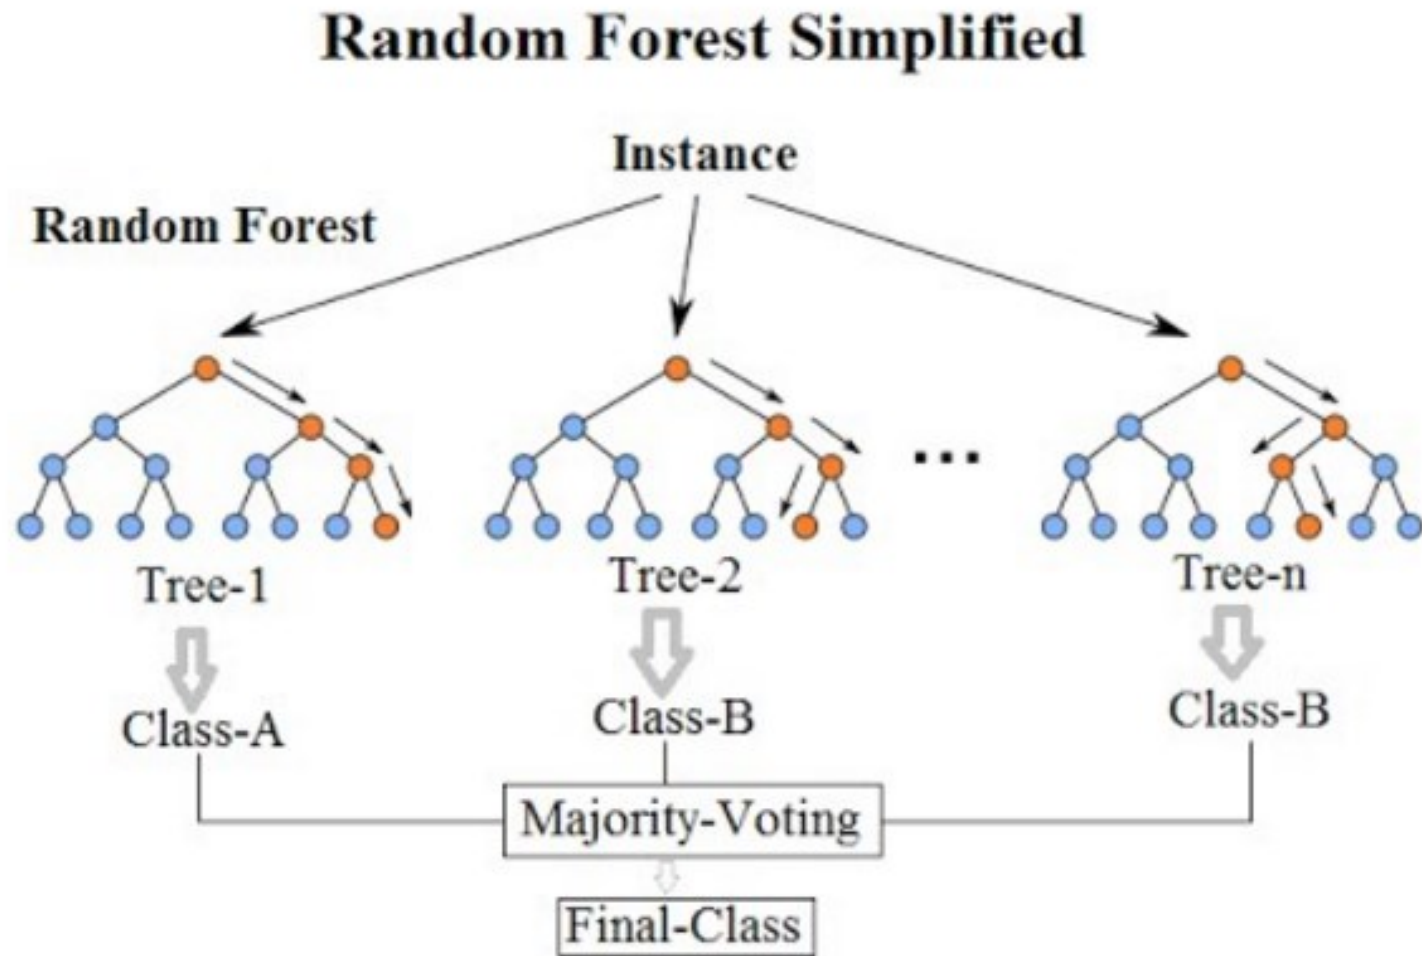 Random Forest Simplified
Instance
Random Forest
...
Tree-1
Tree-2
Tree-n
Class-A
Class-B
Class-B
Majority-Voting
Final-Class